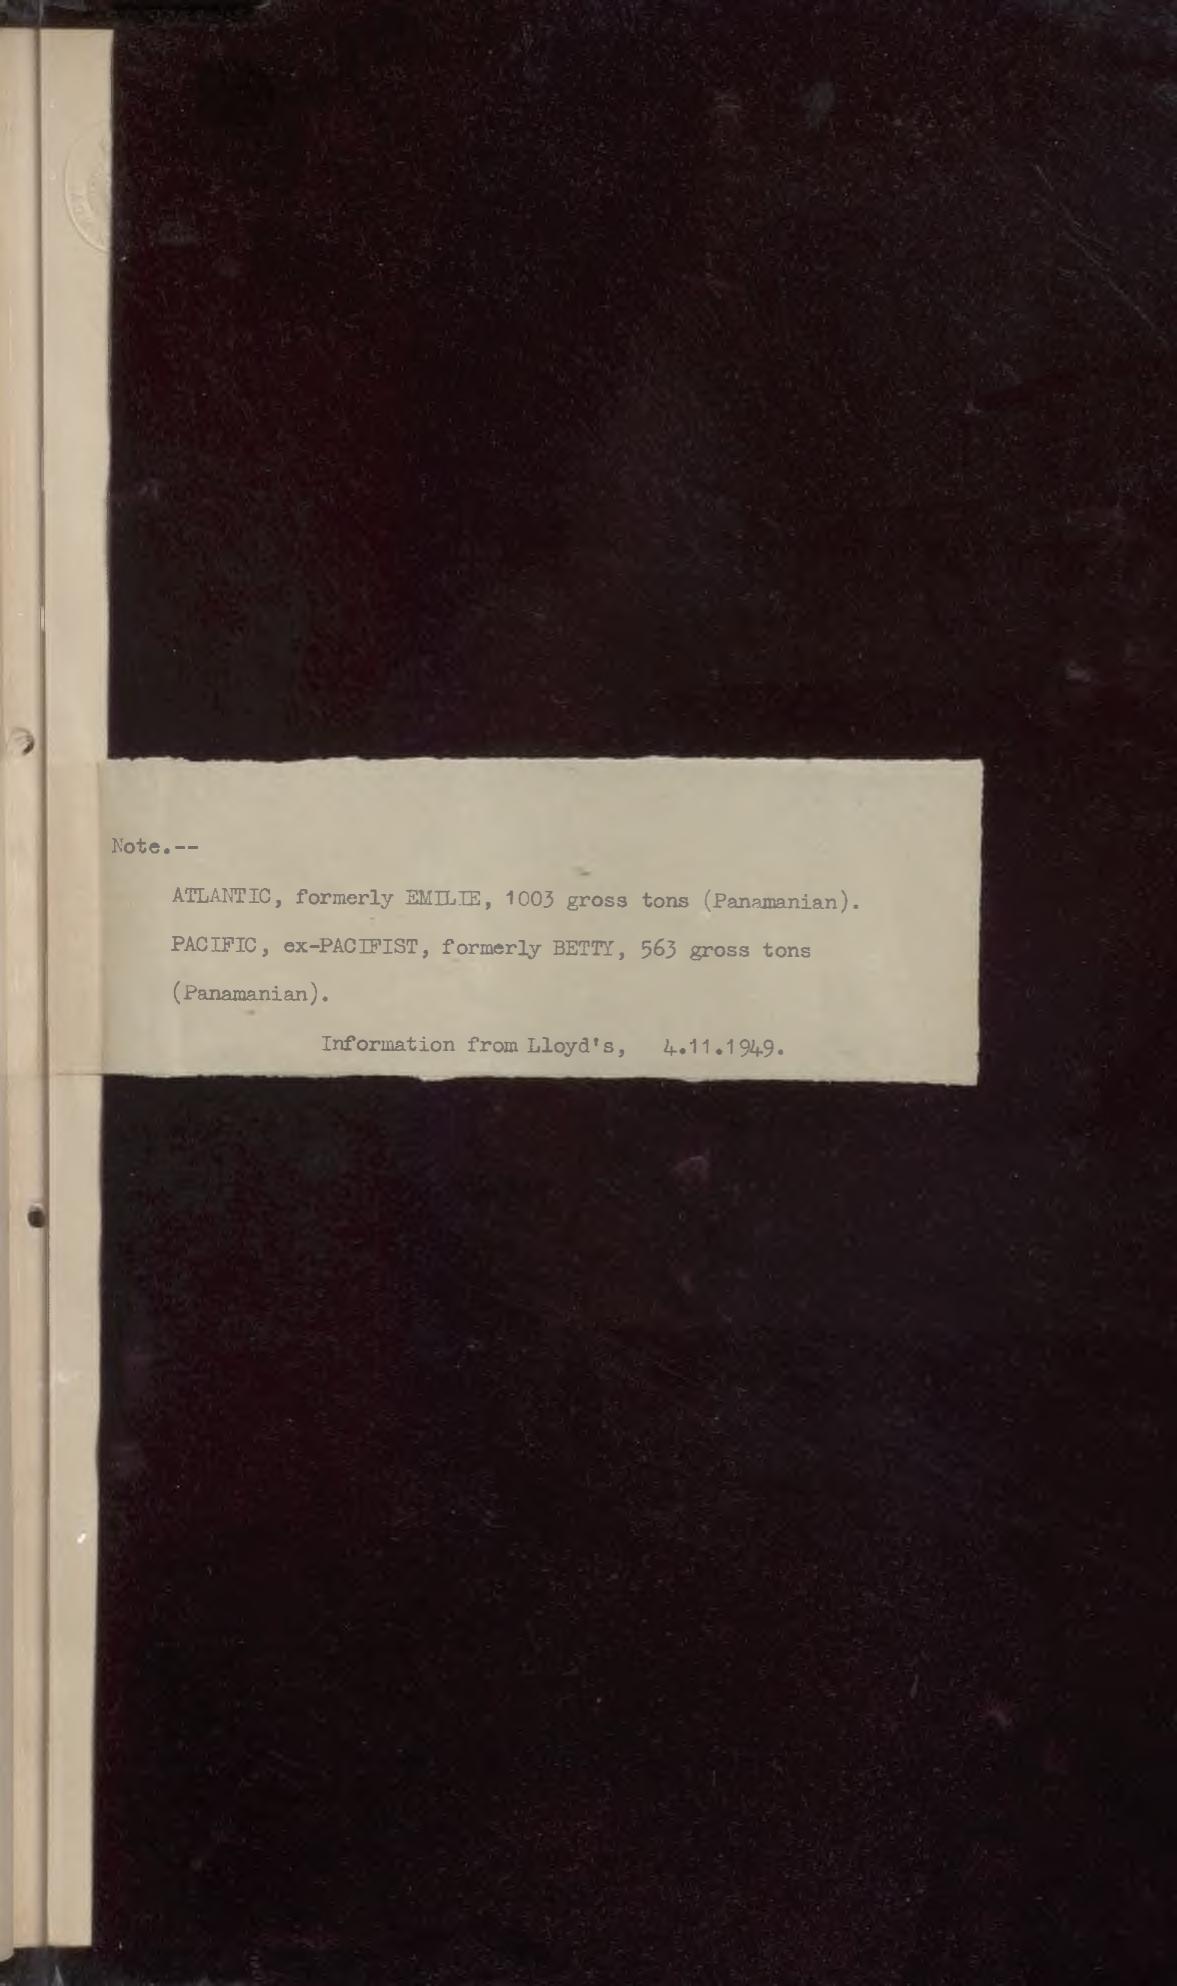 Note.--
ATLANTIC, formerly EMILIE, 1003 gross tons (Panamanian).
PACIFIC, ex-PACIFIST, formerly BETTY, 563 gross tons
(Panamanian).
Information from Lloyd's, 4.11.1949.